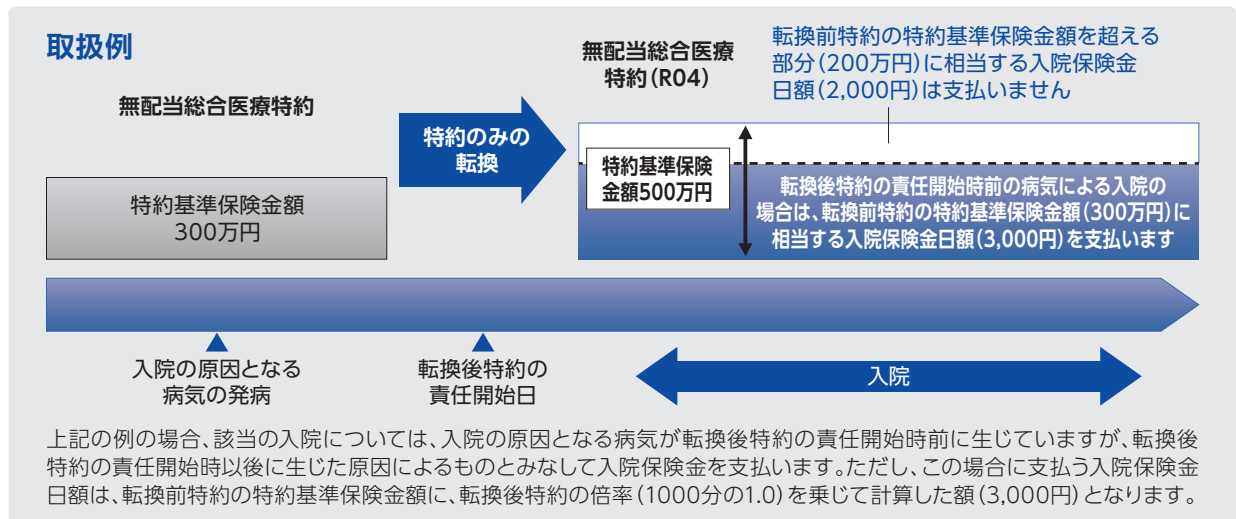 取扱例
無配当総合医療特約
特約基準保険金額
300万円
特約のみの
転換
無配当総合医療
特約(R04)
転換前特約の特約基準保険金額を超える
部分(200万円)に相当する入院保険金
日額(2,000円)は支払いません
特約基準保険
金額500万円
転換後特約の責任開始時前の病気による入院の
場合は、転換前特約の特約基準保険金額(300万円)に
相当する入院保険金日額(3,000円)を支払います
入院の原因となる
病気の発病
転換後特約の
責任開始日
入院
上記の例の場合、該当の入院については、入院の原因となる病気が転換後特約の責任開始時前に生じていますが、転換後
特約の責任開始時以後に生じた原因によるものとみなして入院保険金を支払います。ただし、この場合に支払う入院保険金
日額は、転換前特約の特約基準保険金額に、転換後特約の倍率(1000分の1.0)を乗じて計算した額(3,000円)となります。